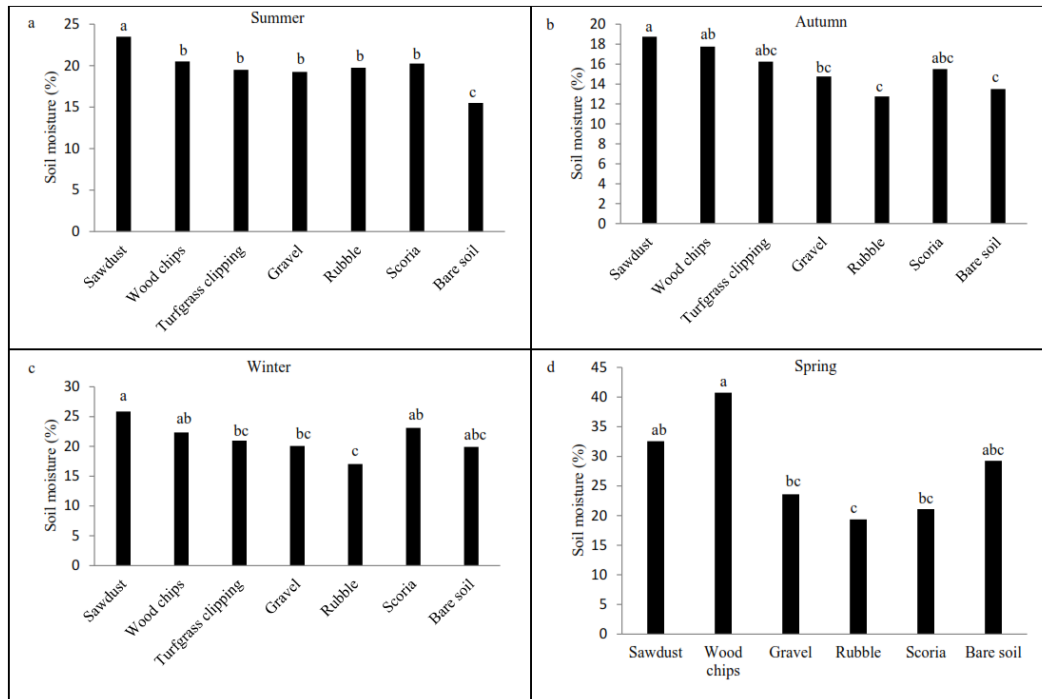 a
Summer
Soil moisture (%)
25
20
15
10
5
0
a
b
b
b
b
b
c
Sawdust
Wood chips
Turfgrass clipping
Gravel
Rubble
Scoria
Bare soil
b
Autumn
Soil moisture (%)
20
18
16
14
12
10
8
6
4
2
0
a
ab
abc
bc
c
abc
c
Sawdust
Wood chips
Turfgrass clipping
Gravel
Rubble
Scoria
Bare soil
c
Winter
Soil moisture (%)
30
25
20
15
10
5
0
a
ab
bc
bc
c
ab
abc
Sawdust
Wood chips
Turfgrass clipping
Gravel
Rubble
Scoria
Bare soil
d
Spring
Soil moisture (%)
45
40
35
30
25
20
15
10
5
0
ab
a
bc
c
bc
abc
Sawdust
Wood
chips
Gravel
Rubble
Scoria
Bare soil